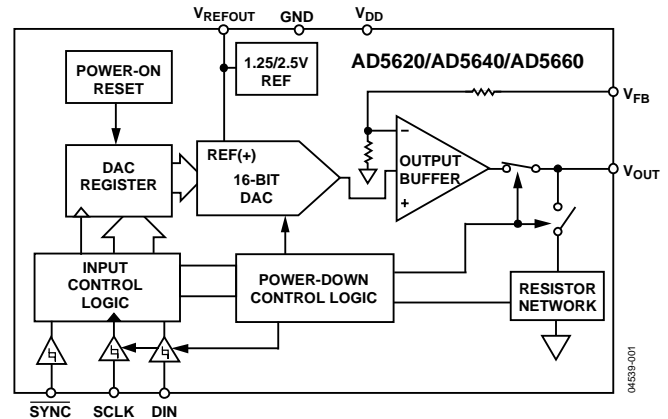 VREFOUT GND VDD
1.25/2.5V
REF
AD5620/AD5640/AD5660
POWER-ON
RESET
VFB
REF(+)
16-BIT
DAC
DAC
REGISTER
−
OUTPUT
BUFFER
+
VOUT
INPUT
CONTROL
LOGIC
POWER-DOWN
CONTROL LOGIC
RESISTOR
NETWORK
SYNC SCLK DIN
04539-001